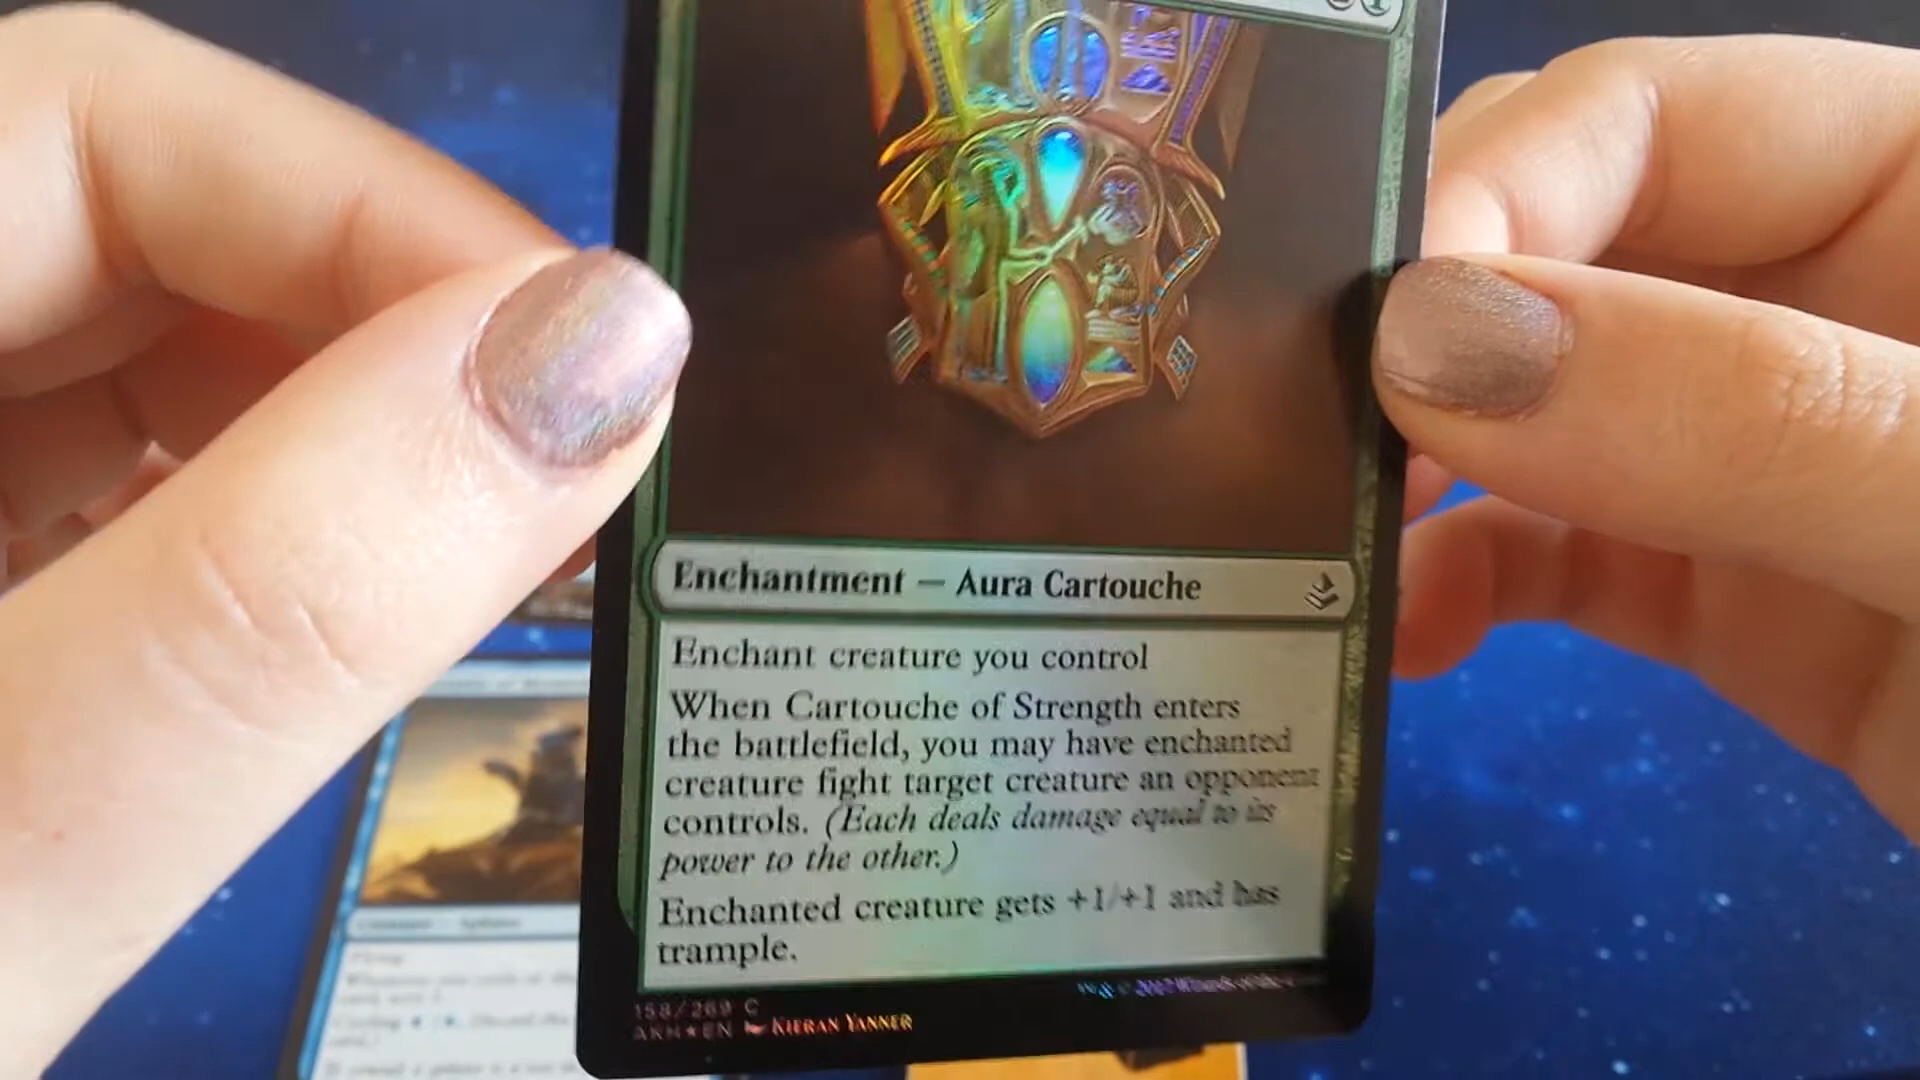 Enchantment — Aura Cartouche
Enchant creature you control
When Cartouche of Strength enters
the battlefield, you may have enchanted
creature fight target creature an opponent
controls. (Each deals damage equal to its
power to the other.)
Enchanted creature gets +1/+1 and has
trample.
158/269 C
AKH★EN KIERAN YANNER
Flying